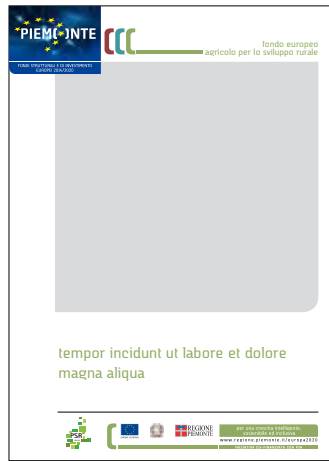 PIEMONTE
FONDI STRUTTURALI E DI INVESTIMENTO
EUROPEI 2014/2020
fondo europeo
agricolo per lo sviluppo rurale
tempor incidunt ut labore et dolore
magna aliqua
PSR
UNIONE EUROPEA
REGIONE
PIEMONTE
per una crescita intelligente,
sostenibile ed inclusiva
www.regione.piemonte.it/europa2020